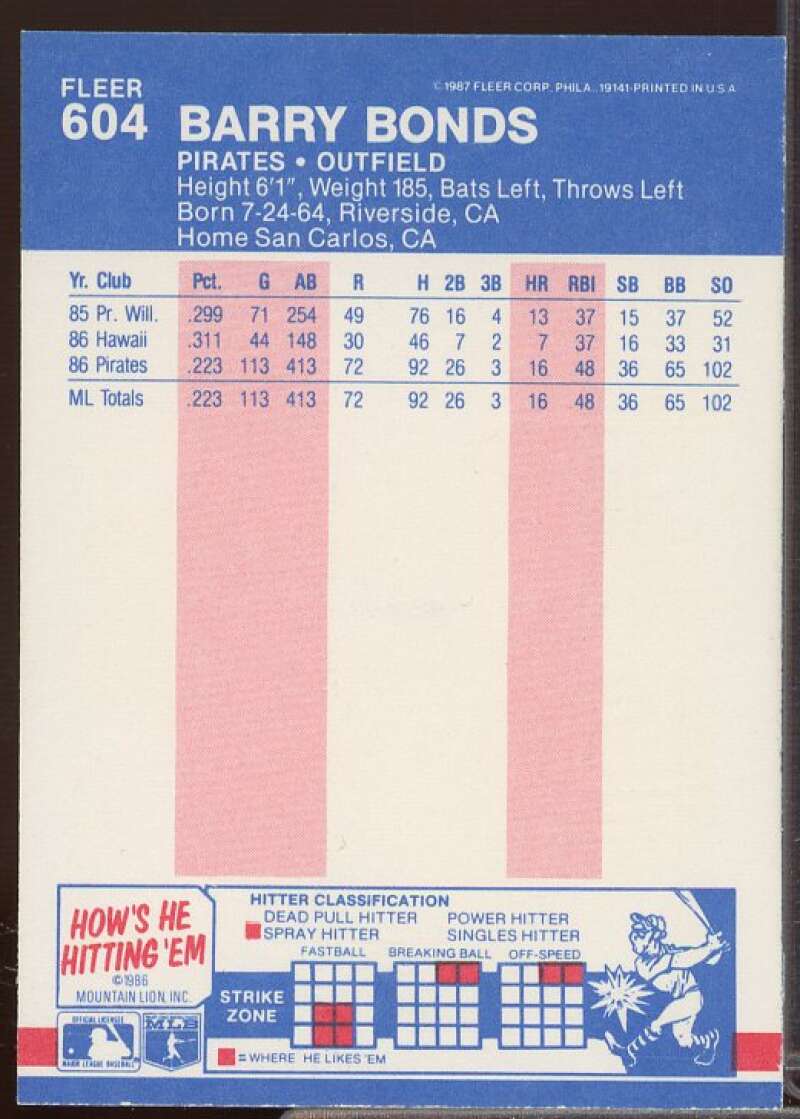 FLEER
604
© 1987 FLEER CORP. PHILA., 19141-PRINTED IN U.S.A.
BARRY BONDS
PIRATES • OUTFIELD
Height 6'1", Weight 185, Bats Left, Throws Left
Born 7-24-64, Riverside, CA
Home San Carlos, CA
Yr. Club Pct. G AB R H 2B 3B HR RBI SB BB SO
85 Pr. Will. .299 71 254 49 76 16 4 13 37 15 37 52
86 Hawaii .311 44 148 30 46 7 2 7 37 16 33 31
86 Pirates .223 113 413 72 92 26 3 16 48 36 65 102
ML Totals .223 113 413 72 92 26 3 16 48 36 65 102
HOW'S HE
HITTING 'EM
©1986
MOUNTAIN LION, INC.
HITTER CLASSIFICATION
DEAD PULL HITTER POWER HITTER
SPRAY HITTER SINGLES HITTER
FASTBALL BREAKING BALL OFF-SPEED
STRIKE
ZONE
=WHERE HE LIKES 'EM
OFFICIAL LICENSEE
MAJOR LEAGUE BASEBALL
MLB